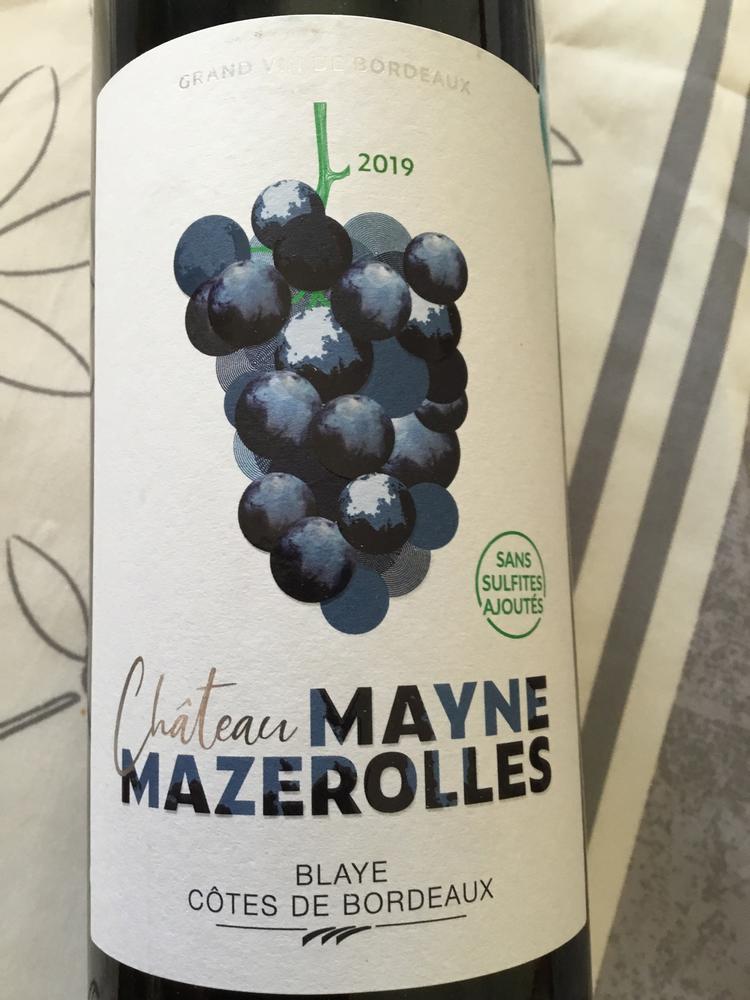 GRAND VIN DE BORDEAUX
2019
SANS
SULFITES
AJOUTÉS
Château MAYNE
MAZEROLLES
BLAYE
CÔTES DE BORDEAUX